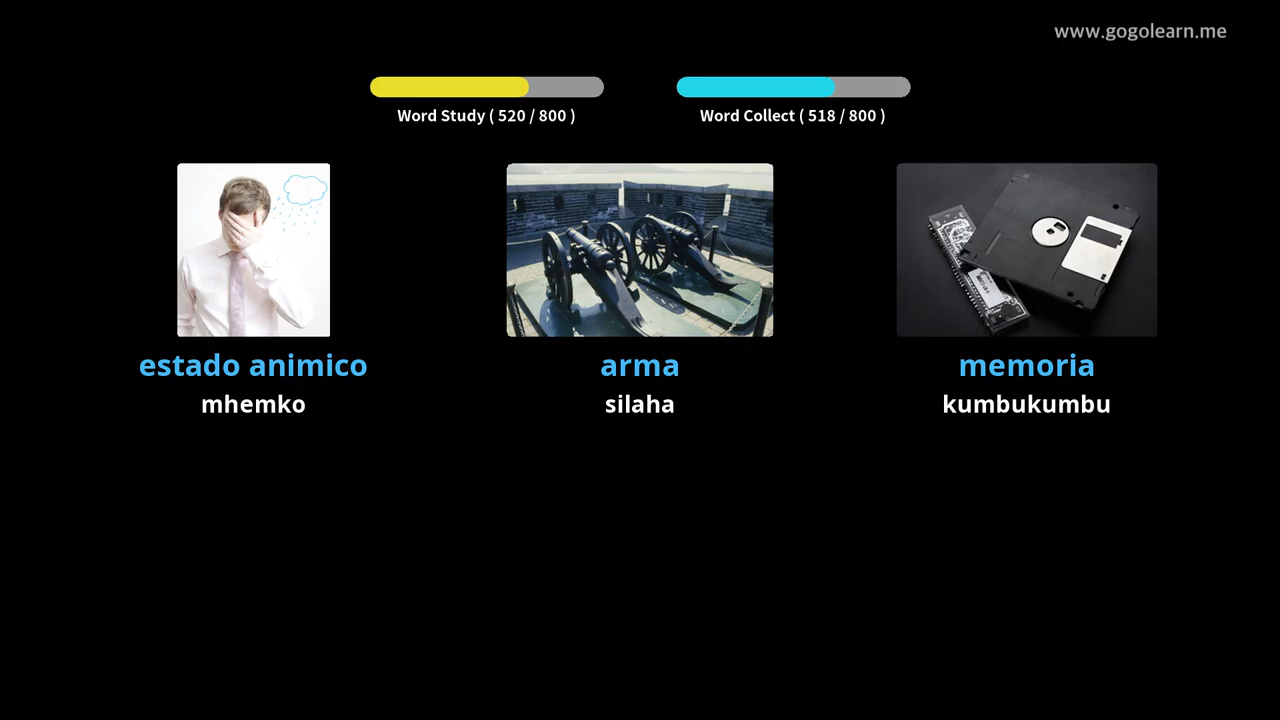 www.gogolearn.me
Word Study ( 520 / 800 )
Word Collect ( 518 / 800 )
estado animico
arma
memoria
mhemko
silaha
kumbukumbu